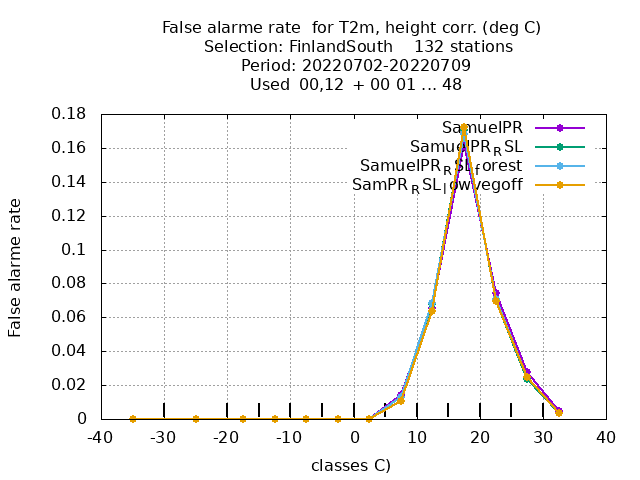 False alarme rate  for T2m, height corr. (deg C)
Selection: FinlandSouth    132 stations
Period: 20220702-20220709
Used  00,12  + 00 01 ... 48
SamuelPR
SamuelPR_RSL
SamuelPR_RSL_forest
SamPR_RSL_lowvegoff
False alarme rate
0.18
0.16
0.14
0.12
0.1
0.08
0.06
0.04
0.02
0
-40 -30 -20 -10 0 10 20 30 40
classes C)